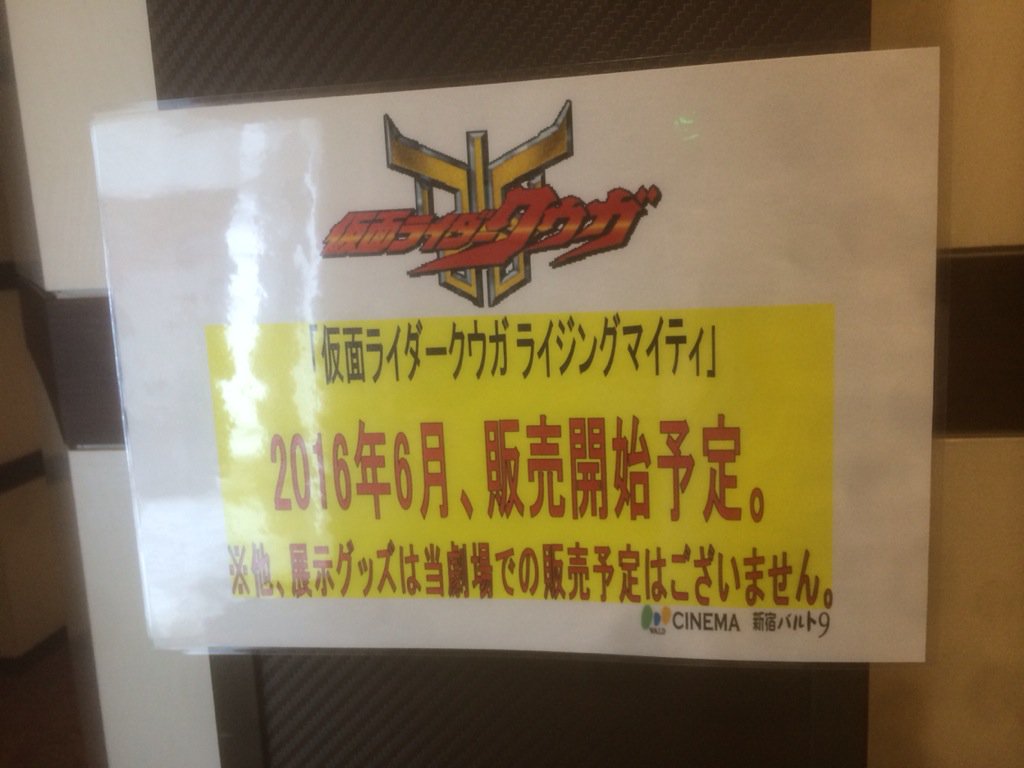 仮面ライダークウガ
「仮面ライダークウガ ライジングマイティ」
2016年6月、販売開始予定。
※他、展示グッズは当劇場での販売予定はございません。
WALD CINEMA 新宿バルト9